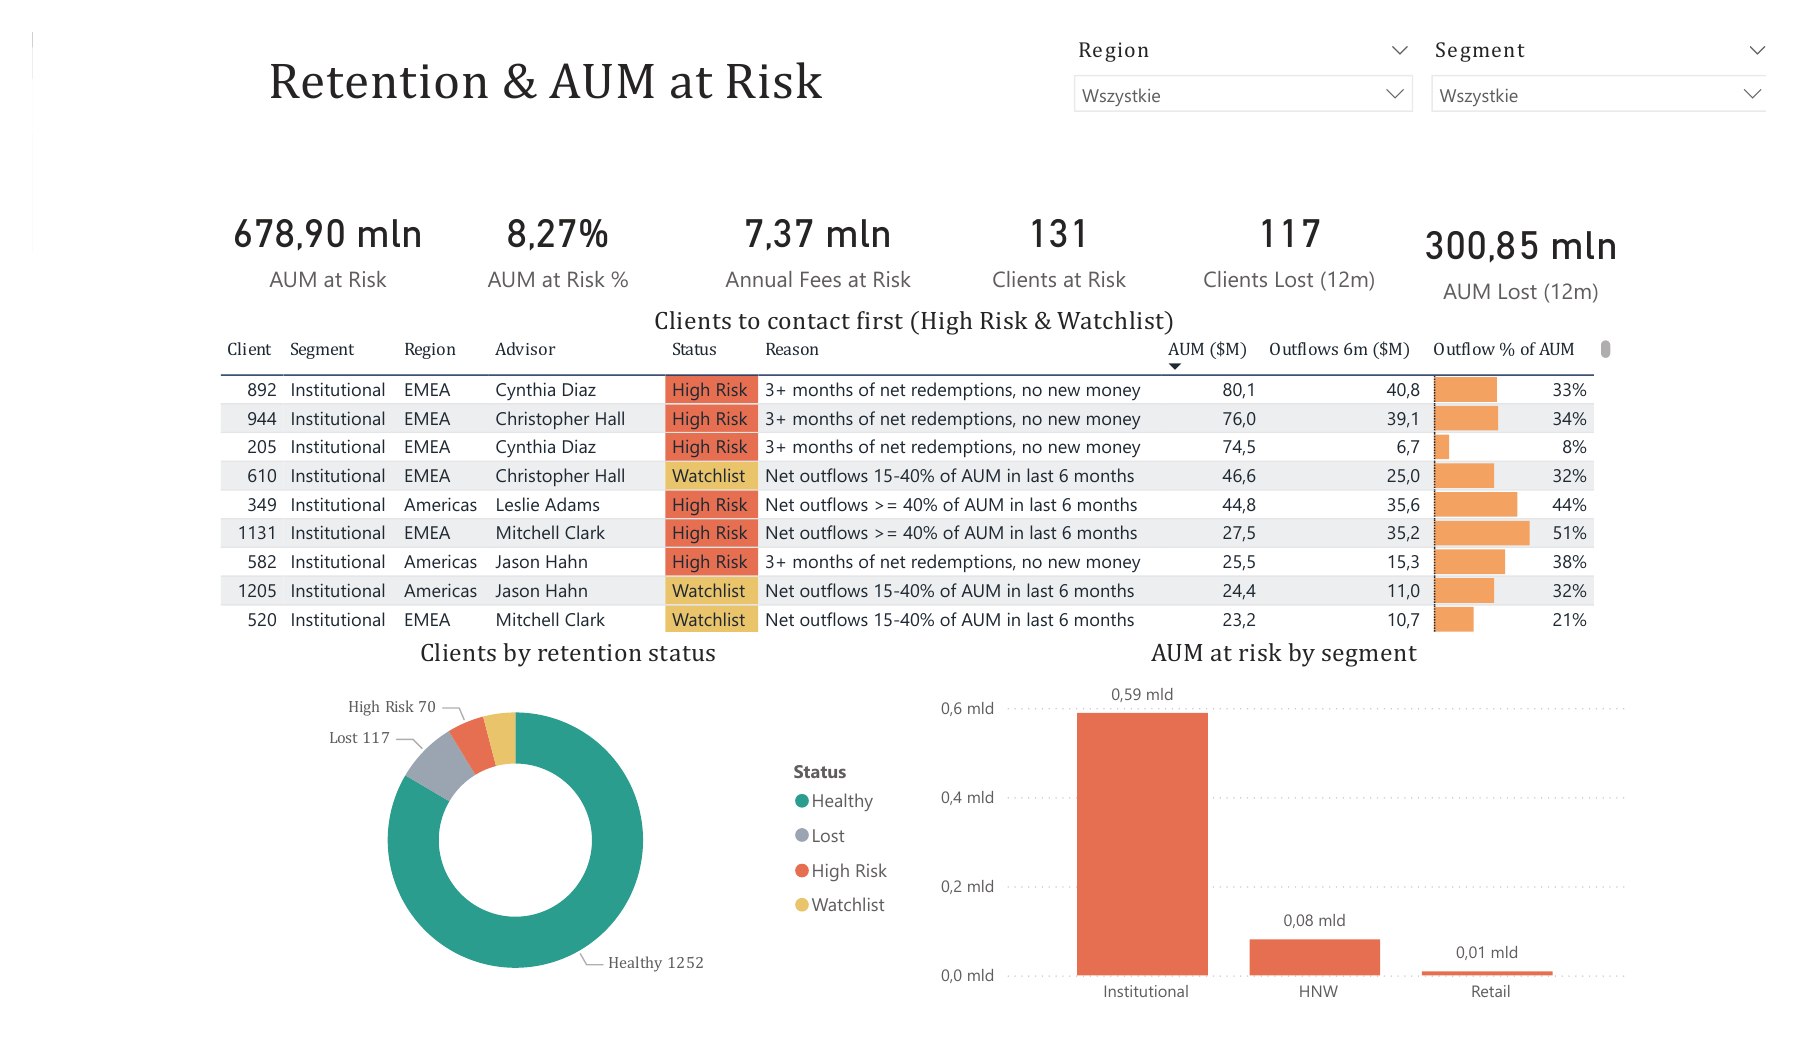 Retention & AUM at Risk
Region
Segment
Wszystkie
Wszystkie
678,90 mln
8,27%
7,37 mln
131
117
300,85 mln
AUM at Risk
AUM at Risk %
Annual Fees at Risk
Clients at Risk
Clients Lost (12m)
AUM Lost (12m)
Clients to contact first (High Risk & Watchlist)
Client Segment Region Advisor Status Reason AUM ($M) Outflows 6m ($M) Outflow % of AUM
892 Institutional EMEA Cynthia Diaz High Risk 3+ months of net redemptions, no new money 80,1 40,8 33%
944 Institutional EMEA Christopher Hall High Risk 3+ months of net redemptions, no new money 76,0 39,1 34%
205 Institutional EMEA Cynthia Diaz High Risk 3+ months of net redemptions, no new money 74,5 6,7 8%
610 Institutional EMEA Christopher Hall Watchlist Net outflows 15-40% of AUM in last 6 months 46,6 25,0 32%
349 Institutional Americas Leslie Adams High Risk Net outflows >= 40% of AUM in last 6 months 44,8 35,6 44%
1131 Institutional EMEA Mitchell Clark High Risk Net outflows >= 40% of AUM in last 6 months 27,5 35,2 51%
582 Institutional Americas Jason Hahn High Risk 3+ months of net redemptions, no new money 25,5 15,3 38%
1205 Institutional Americas Jason Hahn Watchlist Net outflows 15-40% of AUM in last 6 months 24,4 11,0 32%
520 Institutional EMEA Mitchell Clark Watchlist Net outflows 15-40% of AUM in last 6 months 23,2 10,7 21%
Clients by retention status
High Risk 70
Lost 117
Healthy 1252
Status
Healthy
Lost
High Risk
Watchlist
AUM at risk by segment
0,6 mld
0,4 mld
0,2 mld
0,0 mld
0,59 mld
0,08 mld
0,01 mld
Institutional
HNW
Retail